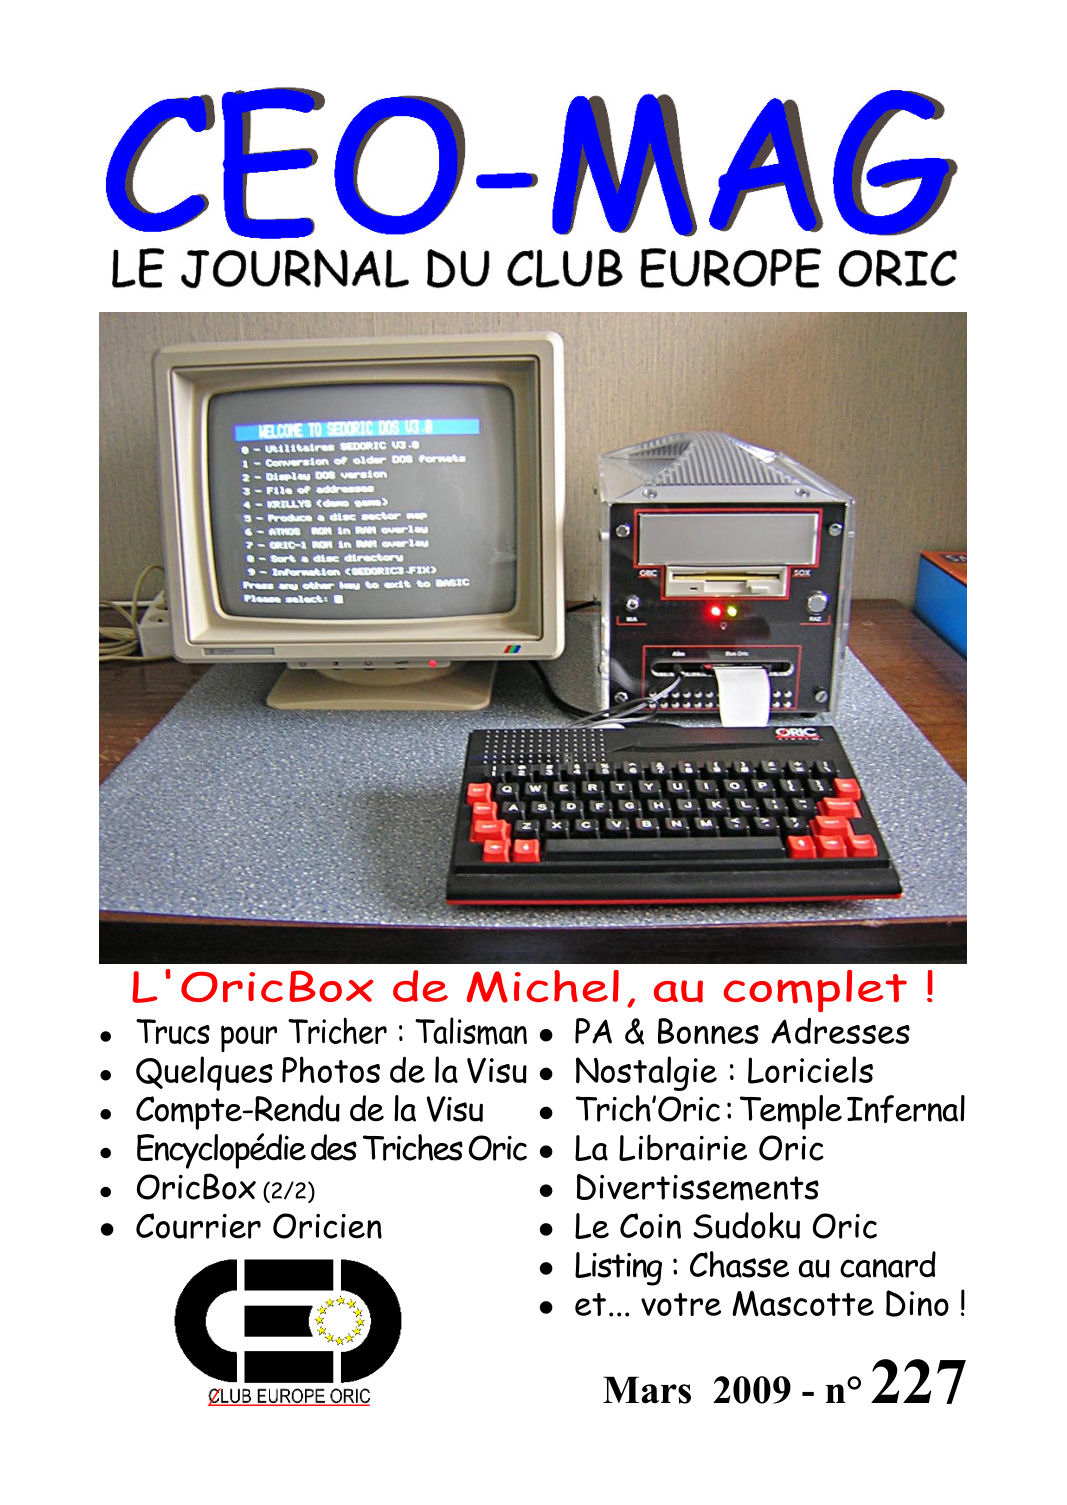 CEO-MAG
LE JOURNAL DU CLUB EUROPE ORIC
WELCOME TO SEDORIC DOS V3.0
0 - Utilitaires SEDORIC V3.0
1 - Conversion of older DOS formats
2 - Display DOS version
3 - File of addresses
4 - KRILLYS (demo game)
5 - Produce a disc sector map
6 - ATMOS ROM in RAM overlay
7 - ORIC-1 ROM in RAM overlay
8 - Sort a disc directory
9 - Information (SEDORIC3.FIX)
Press any other key to exit to BASIC
Please select:
ORIC
BOX
M/A
RAZ
Alim
Bus Oric
ORIC
Q W E R T Y U I O P
A S D F G H J K L
Z X C V B N M
L'OricBox de Michel, au complet !
• Trucs pour Tricher : Talisman
• Quelques Photos de la Visu
• Compte-Rendu de la Visu
• Encyclopédie des Triches Oric
• OricBox (2/2)
• Courrier Oricien
• PA & Bonnes Adresses
• Nostalgie : Loriciels
• Trich'Oric : Temple Infernal
• La Librairie Oric
• Divertissements
• Le Coin Sudoku Oric
• Listing : Chasse au canard
• et... votre Mascotte Dino !
CEO
CLUB EUROPE ORIC
Mars 2009 - n° 227